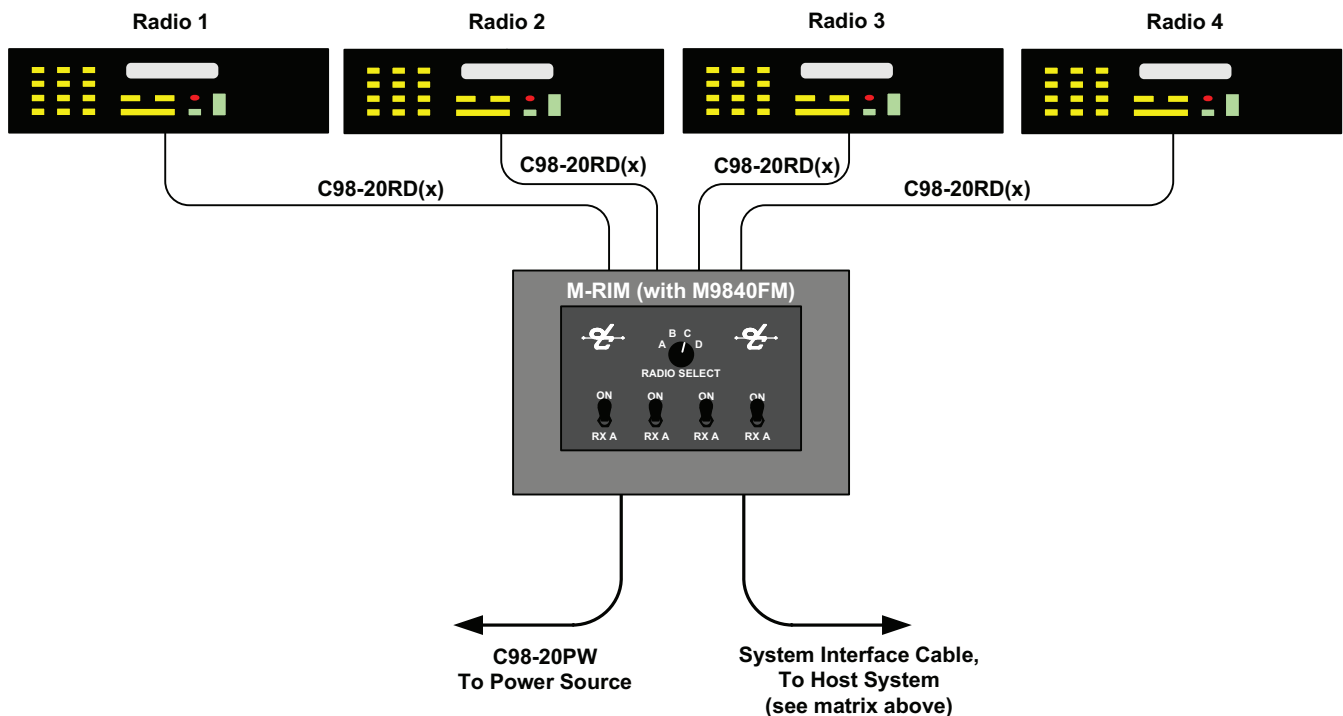 Radio 1
Radio 2
Radio 3
Radio 4
C98-20RD(x)
C98-20RD(x)
C98-20RD(x)
C98-20RD(x)
M-RIM (with M9840FM)
B C
A D
RADIO SELECT
ON ON ON ON
RX A RX A RX A RX A
C98-20PW
To Power Source
System Interface Cable,
To Host System
(see matrix above)